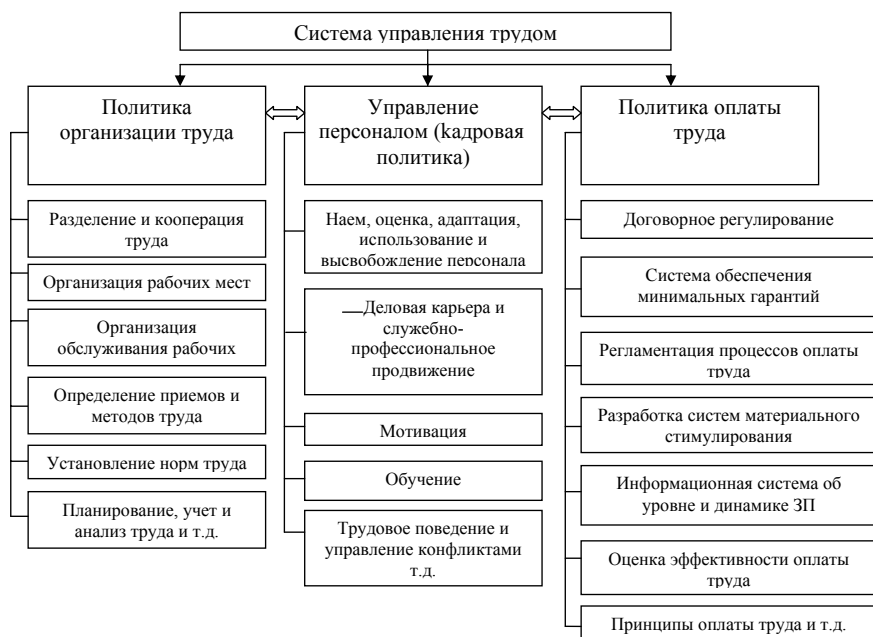 Система управления трудом
Политика
организации труда
Управление
персоналом (kадровая
политика)
Политика оплаты
труда
Разделение и кооперация
труда
Организация рабочих мест
Организация
обслуживания рабочих
Определение приемов и
методов труда
Установление норм труда
Планирование, учет и
анализ труда и т.д.
Наем, оценка, адаптация,
использование и
высвобождение персонала
Деловая карьера и
служебно-
профессиональное
продвижение
Мотивация
Обучение
Трудовое поведение и
управление конфликтами
т.д.
Договорное регулирование
Система обеспечения
минимальных гарантий
Регламентация процессов оплаты
труда
Разработка систем материального
стимулирования
Информационная система об
уровне и динамике ЗП
Оценка эффективности оплаты
труда
Принципы оплаты труда и т.д.